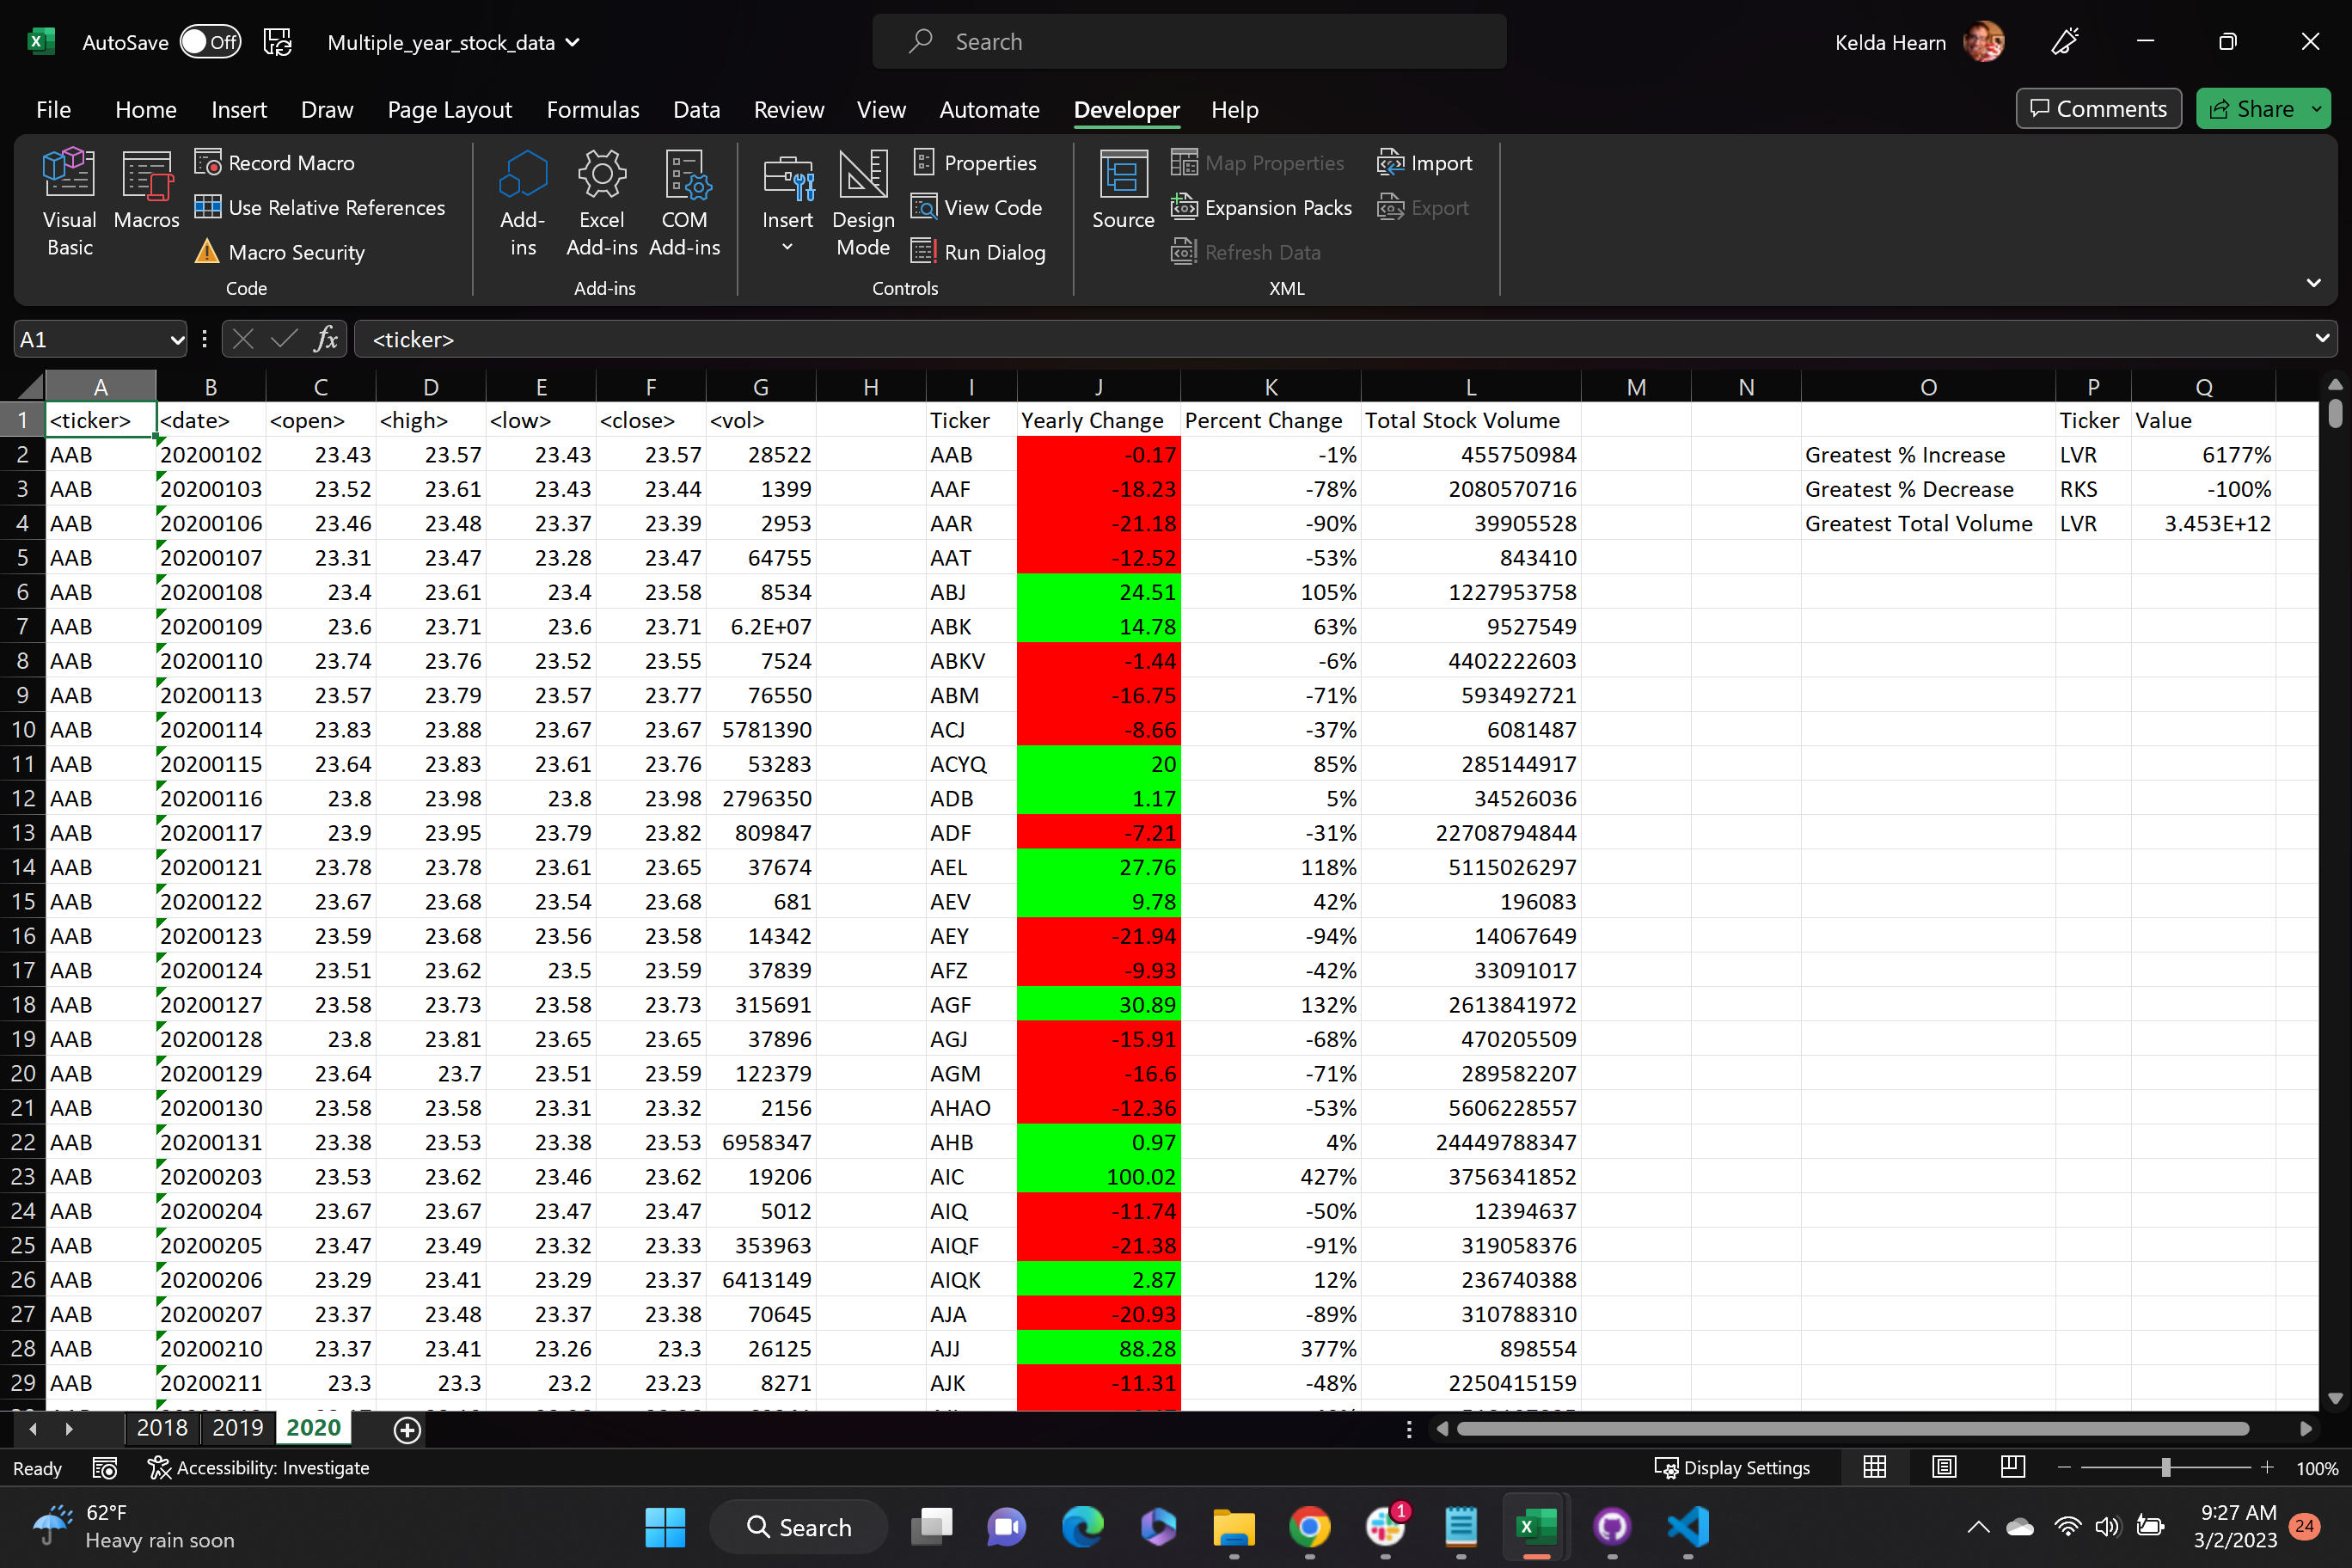 AutoSave Off Multiple_year_stock_data Search Kelda Hearn
File Home Insert Draw Page Layout Formulas Data Review View Automate Developer Help Comments Share
Visual Basic Macros Record Macro Use Relative References Macro Security Code
Add-ins Excel Add-ins COM Add-ins Add-ins
Insert Design Mode Properties View Code Run Dialog Controls
Source Map Properties Expansion Packs Refresh Data Import Export XML
A1 fx <ticker>
A B C D E F G H I J K L M N O P Q
1 <ticker> <date> <open> <high> <low> <close> <vol> Ticker Yearly Change Percent Change Total Stock Volume Ticker Value
2 AAB 20200102 23.43 23.57 23.43 23.57 28522 AAB -0.17 -1% 455750984 Greatest % Increase LVR 6177%
3 AAB 20200103 23.52 23.61 23.43 23.44 1399 AAF -18.23 -78% 2080570716 Greatest % Decrease RKS -100%
4 AAB 20200106 23.46 23.48 23.37 23.39 2953 AAR -21.18 -90% 39905528 Greatest Total Volume LVR 3.453E+12
5 AAB 20200107 23.31 23.47 23.28 23.47 64755 AAT -12.52 -53% 843410
6 AAB 20200108 23.4 23.61 23.4 23.58 8534 ABJ 24.51 105% 1227953758
7 AAB 20200109 23.6 23.71 23.6 23.71 6.2E+07 ABK 14.78 63% 9527549
8 AAB 20200110 23.74 23.76 23.52 23.55 7524 ABKV -1.44 -6% 4402222603
9 AAB 20200113 23.57 23.79 23.57 23.77 76550 ABM -16.75 -71% 593492721
10 AAB 20200114 23.83 23.88 23.67 23.67 5781390 ACJ -8.66 -37% 6081487
11 AAB 20200115 23.64 23.83 23.61 23.76 53283 ACYQ 20 85% 285144917
12 AAB 20200116 23.8 23.98 23.8 23.98 2796350 ADB 1.17 5% 34526036
13 AAB 20200117 23.9 23.95 23.79 23.82 809847 ADF -7.21 -31% 22708794844
14 AAB 20200121 23.78 23.78 23.61 23.65 37674 AEL 27.76 118% 5115026297
15 AAB 20200122 23.67 23.68 23.54 23.68 681 AEV 9.78 42% 196083
16 AAB 20200123 23.59 23.68 23.56 23.58 14342 AEY -21.94 -94% 14067649
17 AAB 20200124 23.51 23.62 23.5 23.59 37839 AFZ -9.93 -42% 33091017
18 AAB 20200127 23.58 23.73 23.58 23.73 315691 AGF 30.89 132% 2613841972
19 AAB 20200128 23.8 23.81 23.65 23.65 37896 AGJ -15.91 -68% 470205509
20 AAB 20200129 23.64 23.7 23.51 23.59 122379 AGM -16.6 -71% 289582207
21 AAB 20200130 23.58 23.58 23.31 23.32 2156 AHAO -12.36 -53% 5606228557
22 AAB 20200131 23.38 23.53 23.38 23.53 6958347 AHB 0.97 4% 24449788347
23 AAB 20200203 23.53 23.62 23.46 23.62 19206 AIC 100.02 427% 3756341852
24 AAB 20200204 23.67 23.67 23.47 23.47 5012 AIQ -11.74 -50% 12394637
25 AAB 20200205 23.47 23.49 23.32 23.33 353963 AIQF -21.38 -91% 319058376
26 AAB 20200206 23.29 23.41 23.29 23.37 6413149 AIQK 2.87 12% 236740388
27 AAB 20200207 23.37 23.48 23.37 23.38 70645 AJA -20.93 -89% 310788310
28 AAB 20200210 23.37 23.41 23.26 23.3 26125 AJJ 88.28 377% 898554
29 AAB 20200211 23.3 23.3 23.2 23.23 8271 AJK -11.31 -48% 2250415159
2018 2019 2020
Ready Accessibility: Investigate Display Settings 100%
62°F Heavy rain soon Search 1 9:27 AM 3/2/2023 24